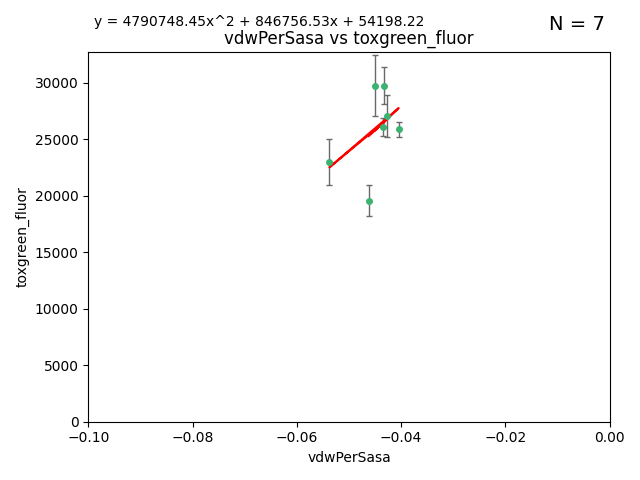 y = 4790748.45x^2 + 846756.53x + 54198.22
N = 7
vdwPerSasa vs toxgreen_fluor
30000
25000
20000
15000
10000
5000
0
toxgreen_fluor
−0.10 −0.08 −0.06 −0.04 −0.02 0.00
vdwPerSasa